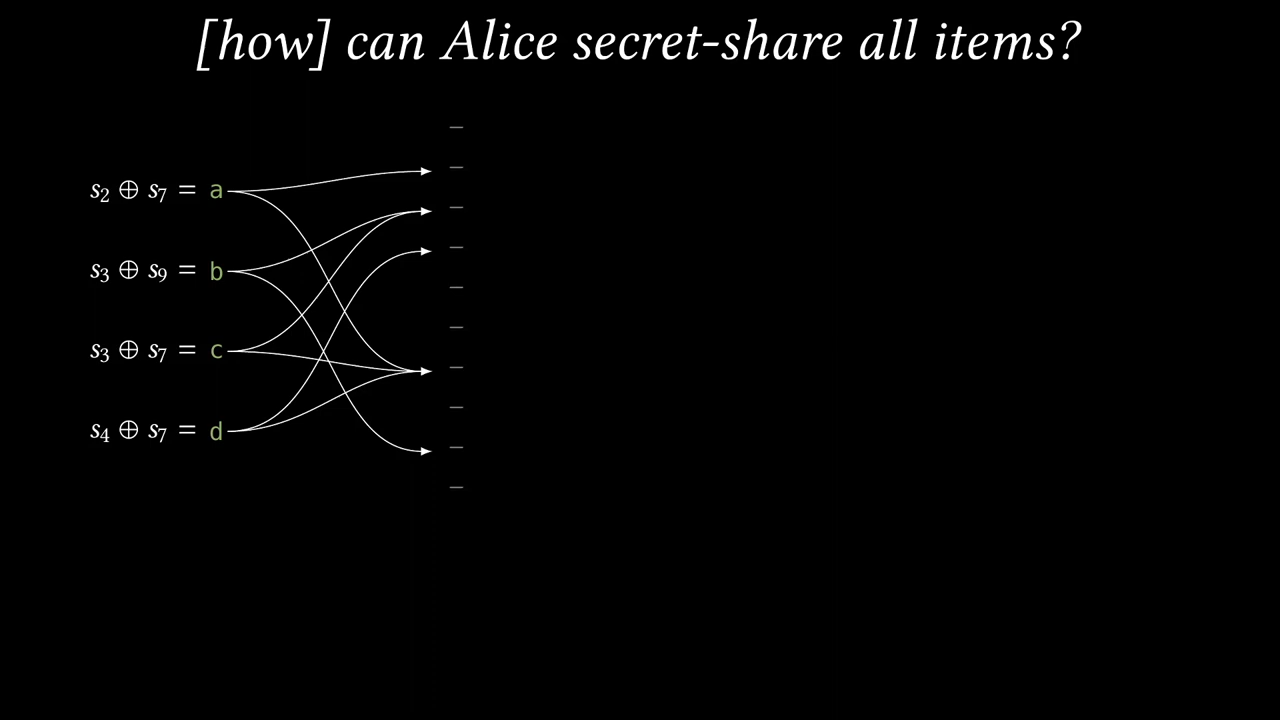 [how] can Alice secret-share all items?
–
–
s₂ ⊕ s₇ = a
–
–
s₃ ⊕ s₉ = b
–
–
s₃ ⊕ s₇ = c
–
–
s₄ ⊕ s₇ = d
–
–